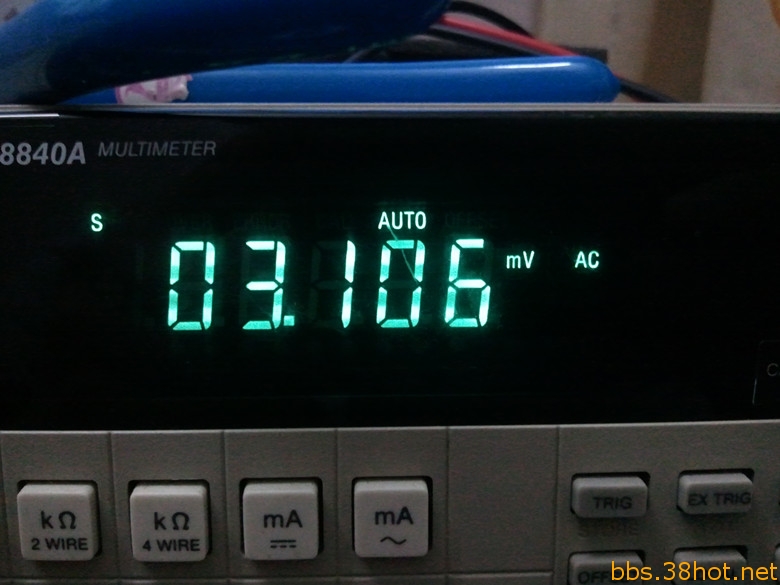 8840A MULTIMETER
S AUTO
03.106 mV AC
kΩ
2 WIRE
kΩ
4 WIRE
mA
mA
TRIG
EX TRIG
bbs.38hot.net